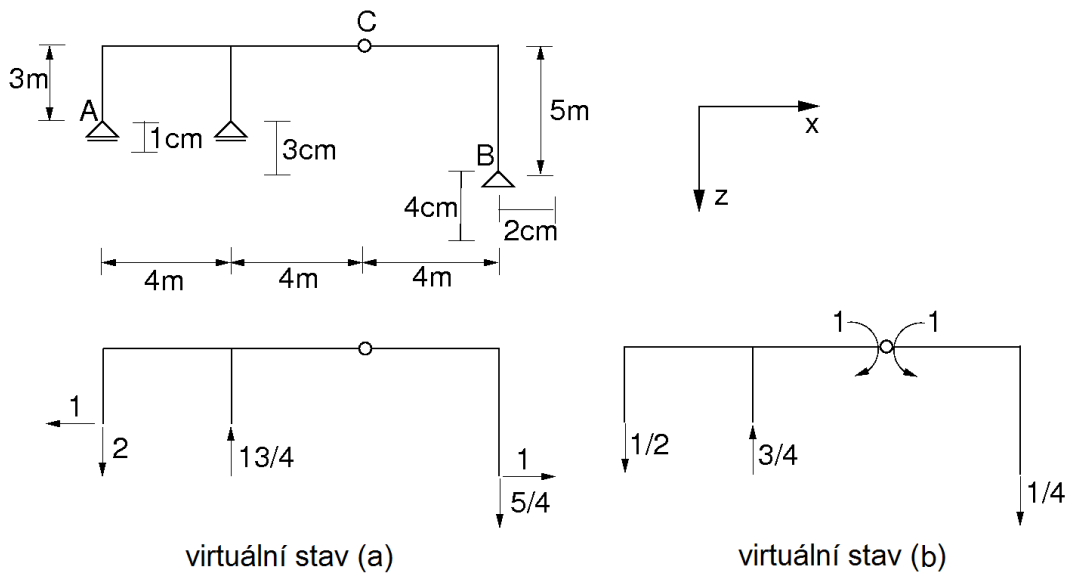 C
3m
A
1cm
3cm
5m
B
4cm
2cm
x
z
4m
4m
4m
1
2
13/4
1
5/4
virtuální stav (a)
1
1
1/2
3/4
1/4
virtuální stav (b)